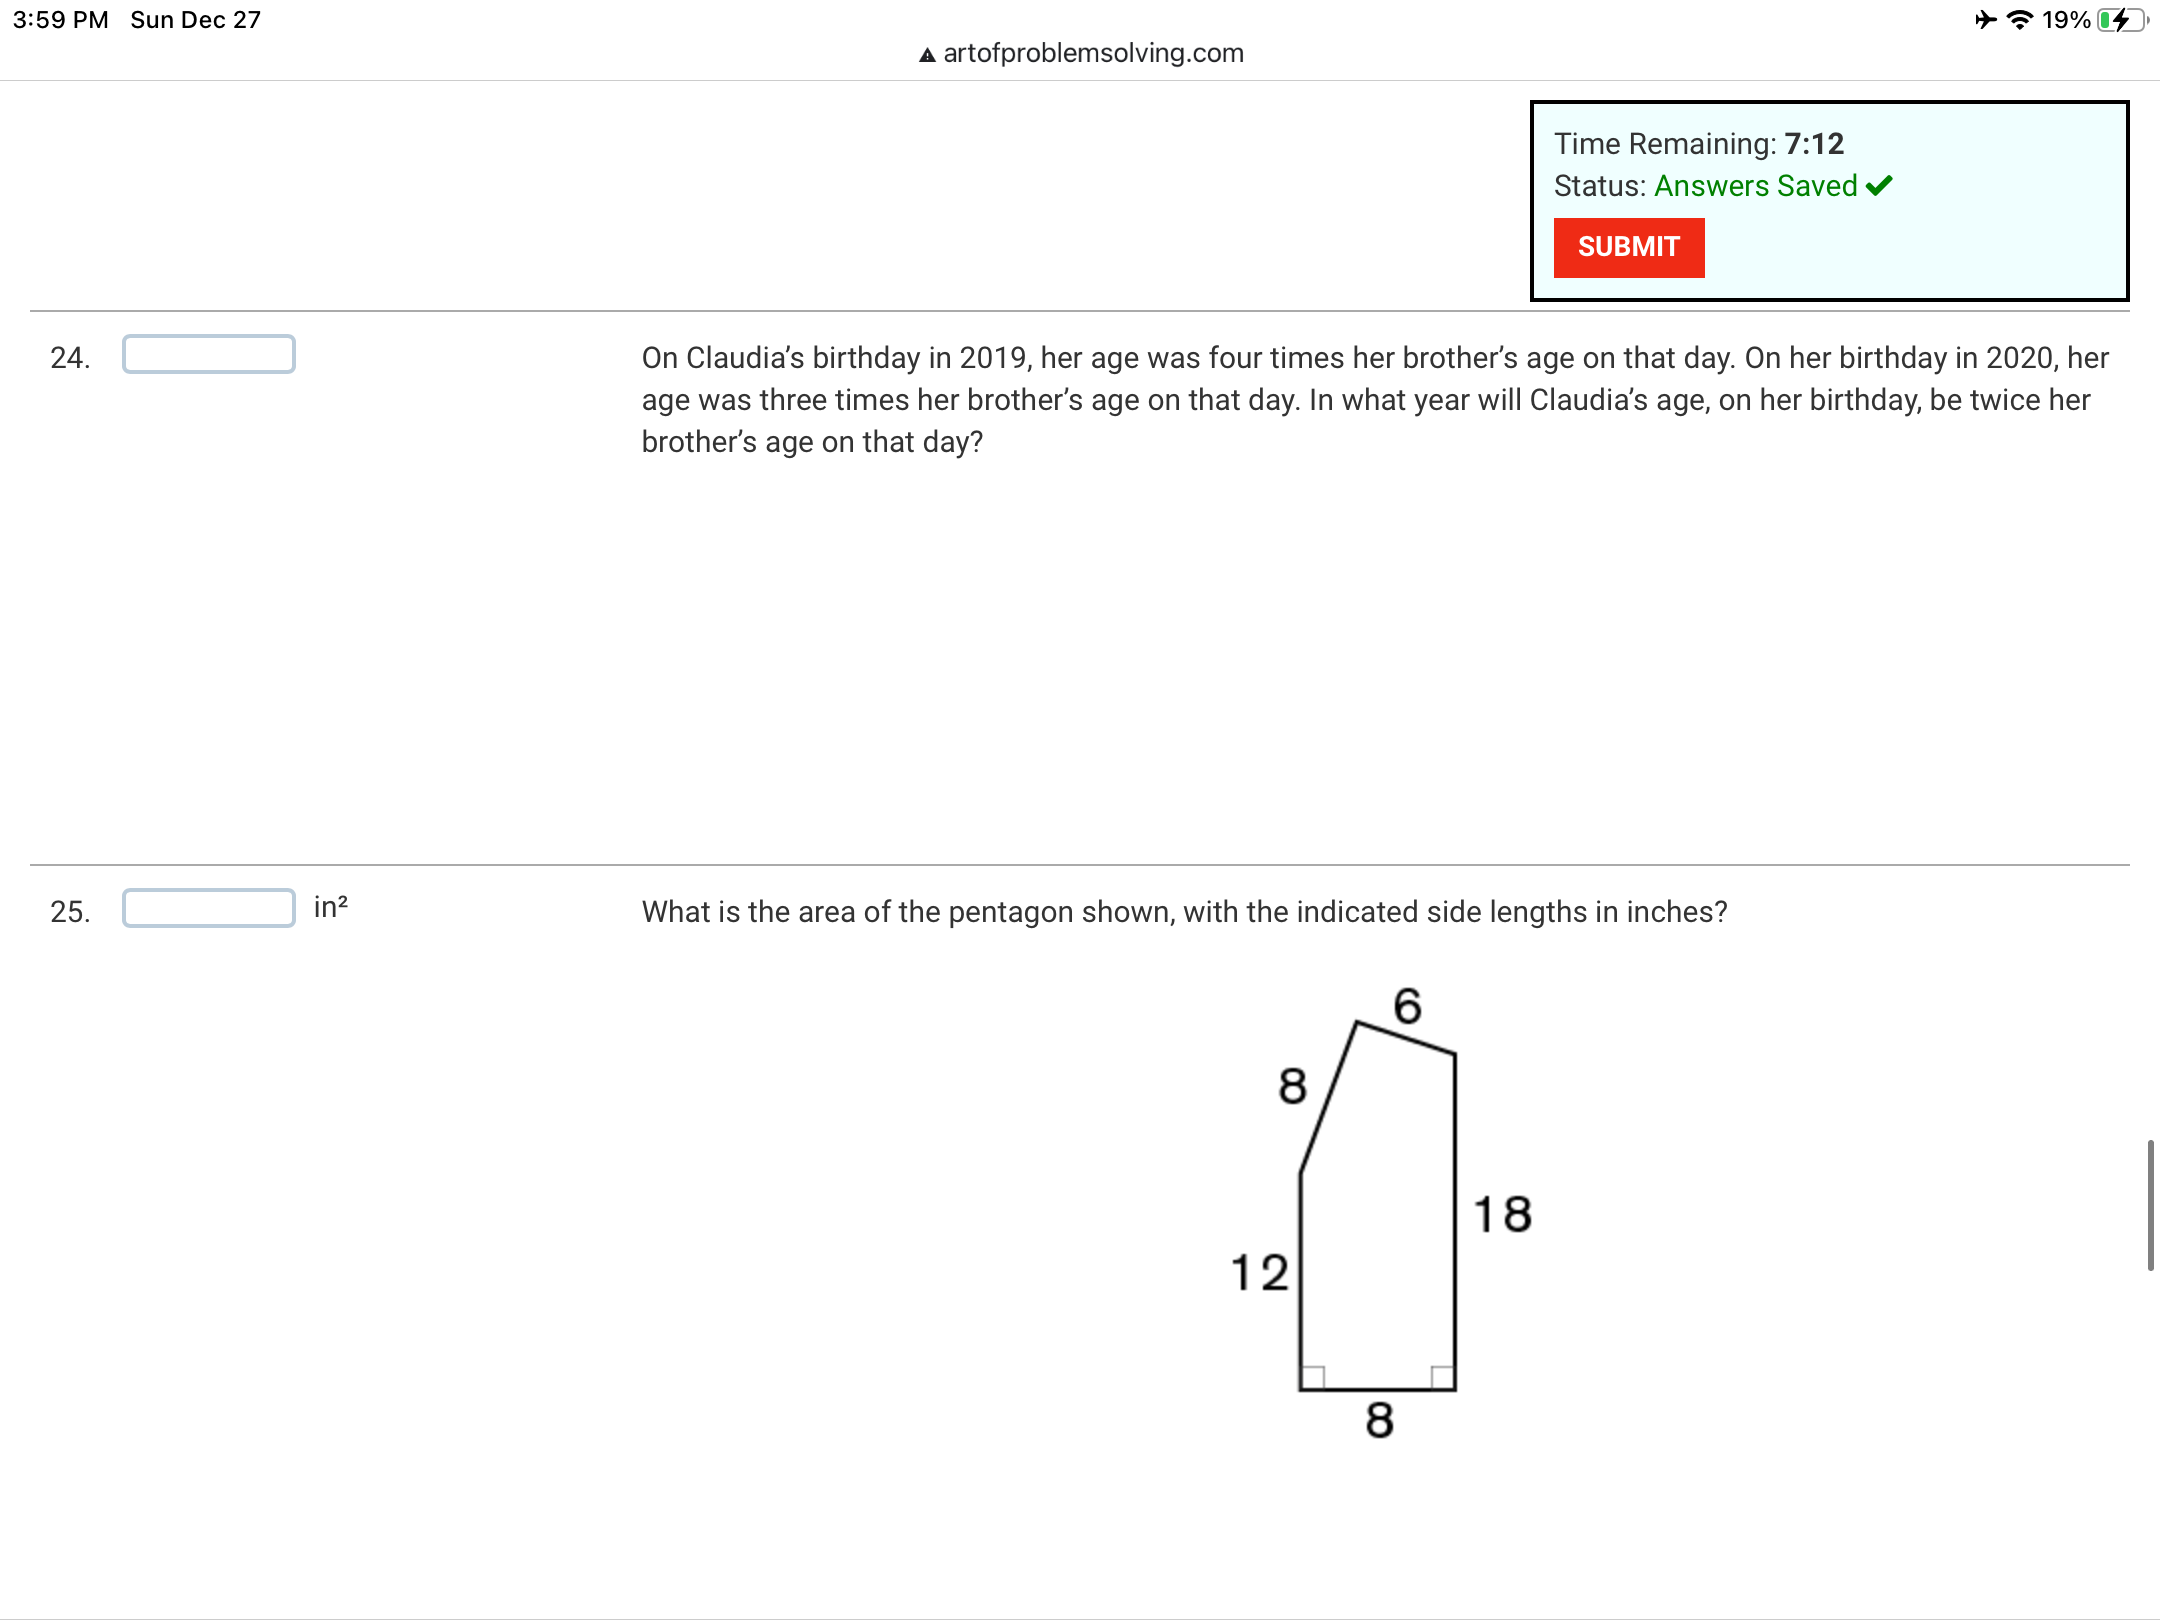 3:59 PM Sun Dec 27
19%
artofproblemsolving.com
Time Remaining: 7:12
Status: Answers Saved
SUBMIT
24.
On Claudia’s birthday in 2019, her age was four times her brother’s age on that day. On her birthday in 2020, her
age was three times her brother’s age on that day. In what year will Claudia’s age, on her birthday, be twice her
brother’s age on that day?
25.
in²
What is the area of the pentagon shown, with the indicated side lengths in inches?
6
8
18
12
8